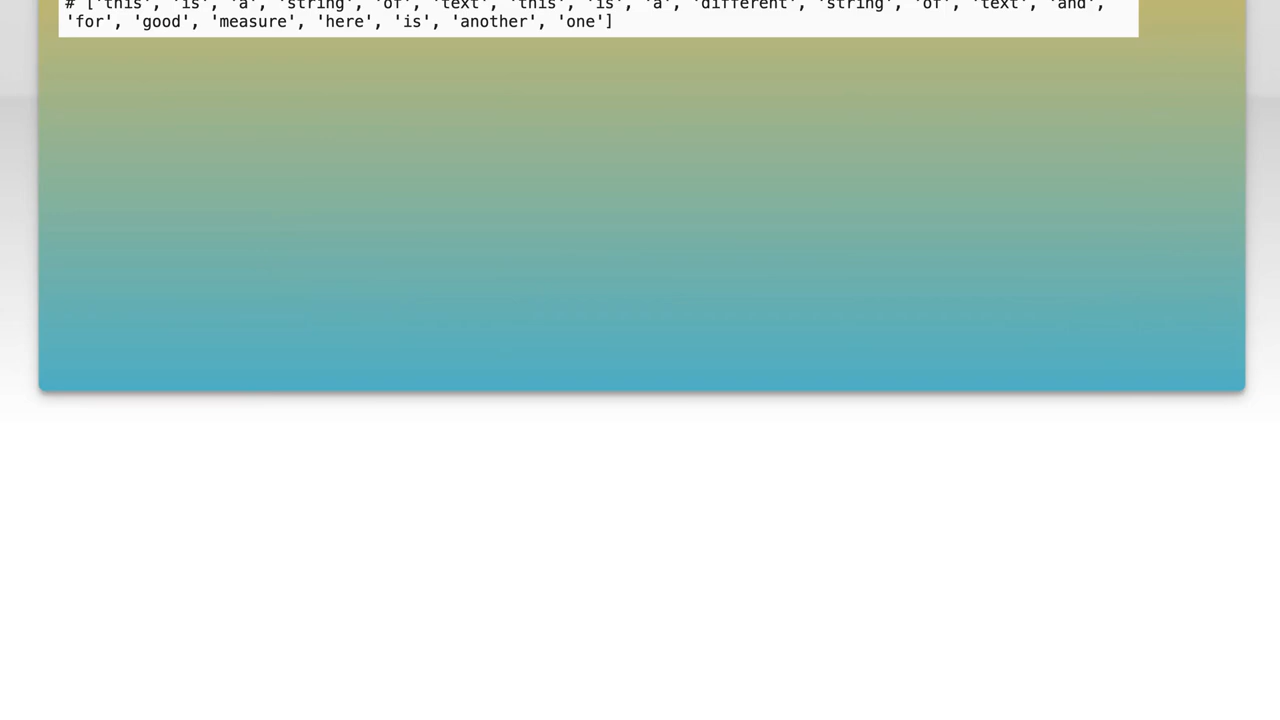 # ['this', 'is', 'a', 'string', 'of', 'text', 'this', 'is', 'a', 'different', 'string', 'of', 'text', 'and',
'for', 'good', 'measure', 'here', 'is', 'another', 'one']